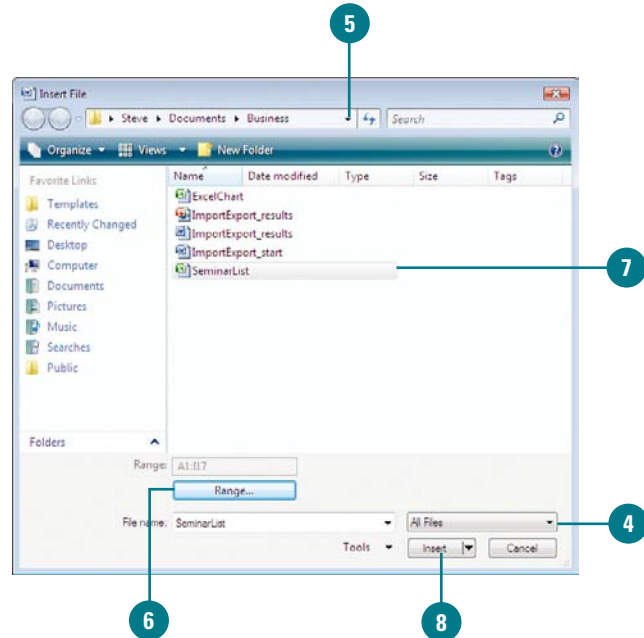 5
Insert File
Steve Documents Business Search
Organize Views New Folder
Favorite Links
Name Date modified Type Size Tags
Templates
Recently Changed
Desktop
Computer
Documents
Pictures
Music
Searches
Public
ExcelChart
ImportExport_results
ImportExport_results
ImportExport_start
SeminarList
7
Folders
Range: A1:I17
Range...
6
File name: SeminarList All Files
4
Tools Insert Cancel
8